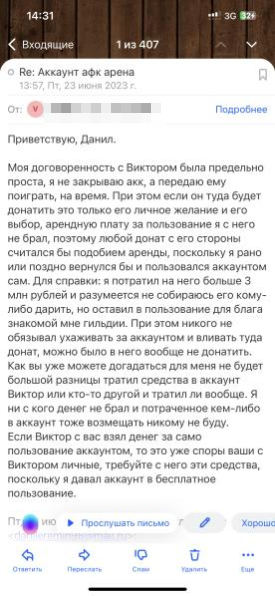 14:31
3G 32
Входящие
1 из 407
Re: Аккаунт афк арена
13:57, Пт, 23 июня 2023 г.
От: V
Подробнее
Приветствую, Данил.
Моя договоренность с Виктором была предельно
проста, я не закрываю акк, а передаю ему
поиграть, на время. При этом если он туда будет
донатить это только его личное желание и его
выбор, арендную плату за пользование я с него
не брал, поэтому любой донат с его стороны
считался бы подобием аренды, поскольку я рано
или поздно вернулся бы и пользовался аккаунтом
сам. Для справки: я потратил на него больше 3
млн рублей и разумеется не собираюсь его кому-
либо дарить, но оставил в пользование для блага
знакомой мне гильдии. При этом никого не
обязывал ухаживать за аккаунтом и вливать туда
донат, можно было в него вообще не донатить.
Как вы уже можете догадаться для меня не будет
большой разницы тратил средства в аккаунт
Виктор или кто-то другой и тратил ли вообще. Я
ни с кого денег не брал и потраченное кем-либо
в аккаунт тоже возмещать никому не буду.
Если Виктор с вас взял денег за само
пользование аккаунтом, то это уже споры ваши с
Виктором личные, требуйте с него эти средства,
поскольку я давал аккаунт в бесплатное
пользование.
Пт,
Прослушать письмо
Хорошо
Ответить
Переслать
Спам
Удалить
Еще